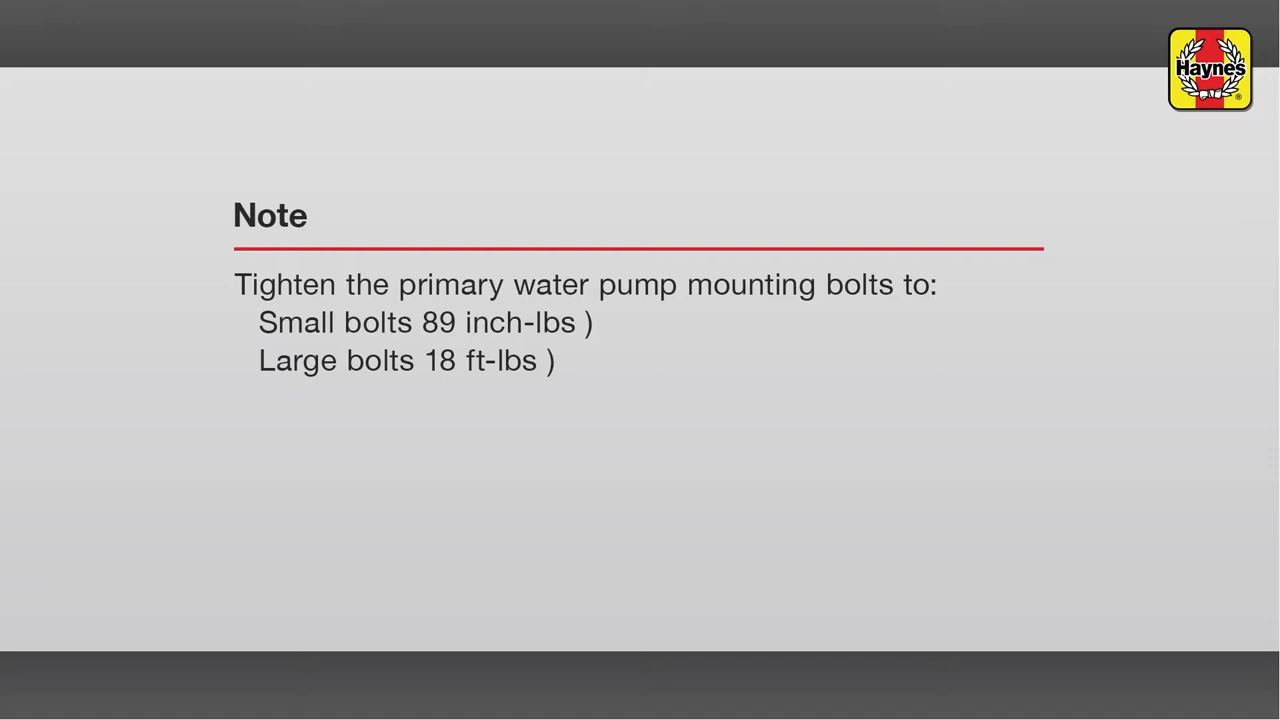 Haynes
Note
Tighten the primary water pump mounting bolts to:
Small bolts 89 inch-lbs )
Large bolts 18 ft-lbs )